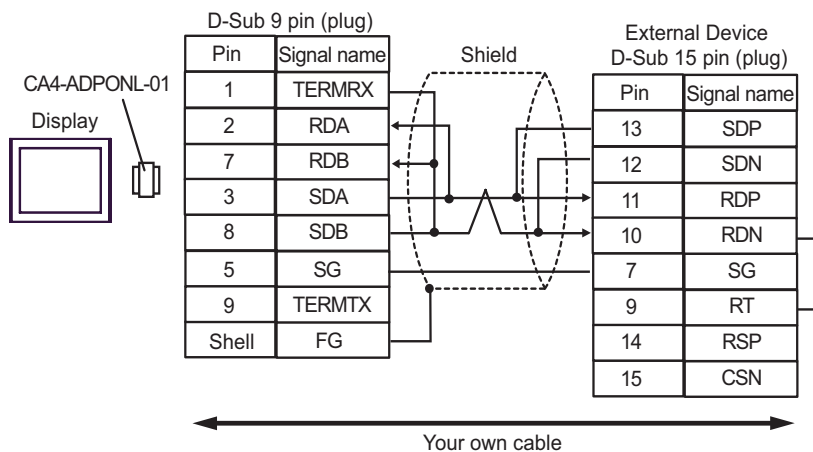 D-Sub 9 pin (plug)
Pin Signal name
1 TERMRX
2 RDA
7 RDB
3 SDA
8 SDB
5 SG
9 TERMTX
Shell FG
CA4-ADPONL-01
Display
Shield
External Device
D-Sub 15 pin (plug)
Pin Signal name
13 SDP
12 SDN
11 RDP
10 RDN
7 SG
9 RT
14 RSP
15 CSN
Your own cable